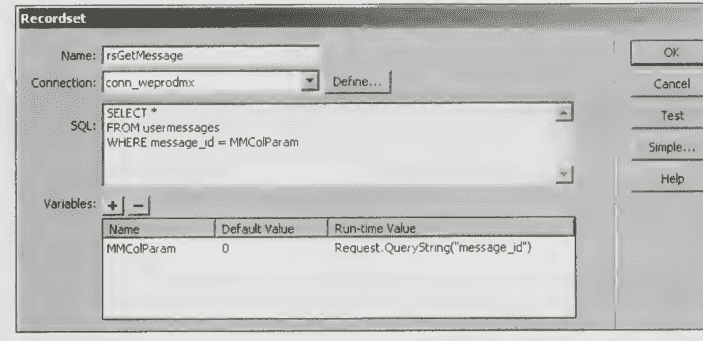 Recordset
Name: rsGetMessage
OK
Connection: conn_weprodmx Define...
Cancel
SQL: SELECT *
FROM usermessages
WHERE message_id = MMColParam
Test
Simple...
Help
Variables: + −
Name Default Value Run-time Value
MMColParam 0 Request.QueryString("message_id")